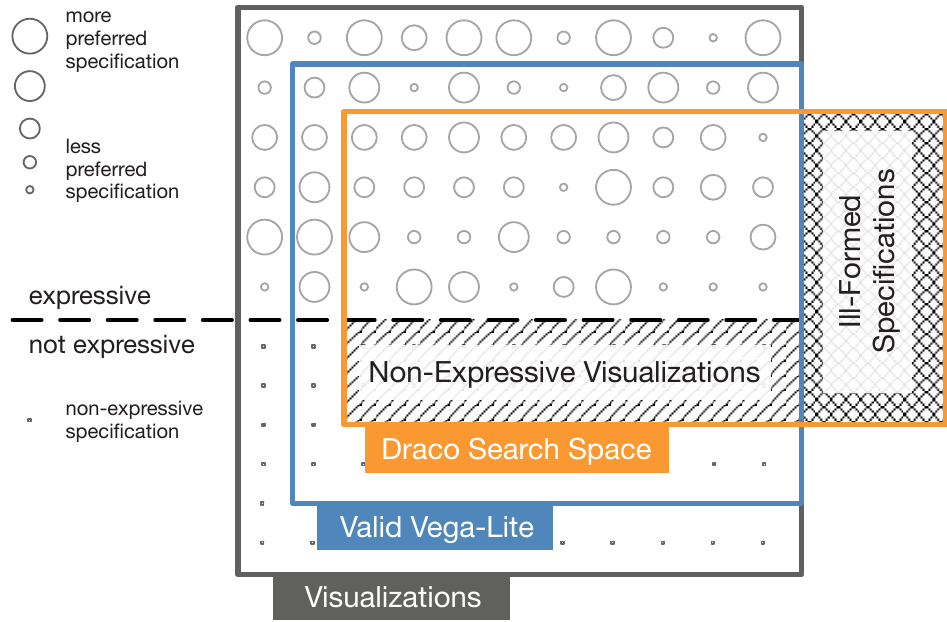 more
preferred
specification
less
preferred
specification
expressive
not expressive
non-expressive
specification
Ill-Formed
Specifications
Non-Expressive Visualizations
Draco Search Space
Valid Vega-Lite
Visualizations